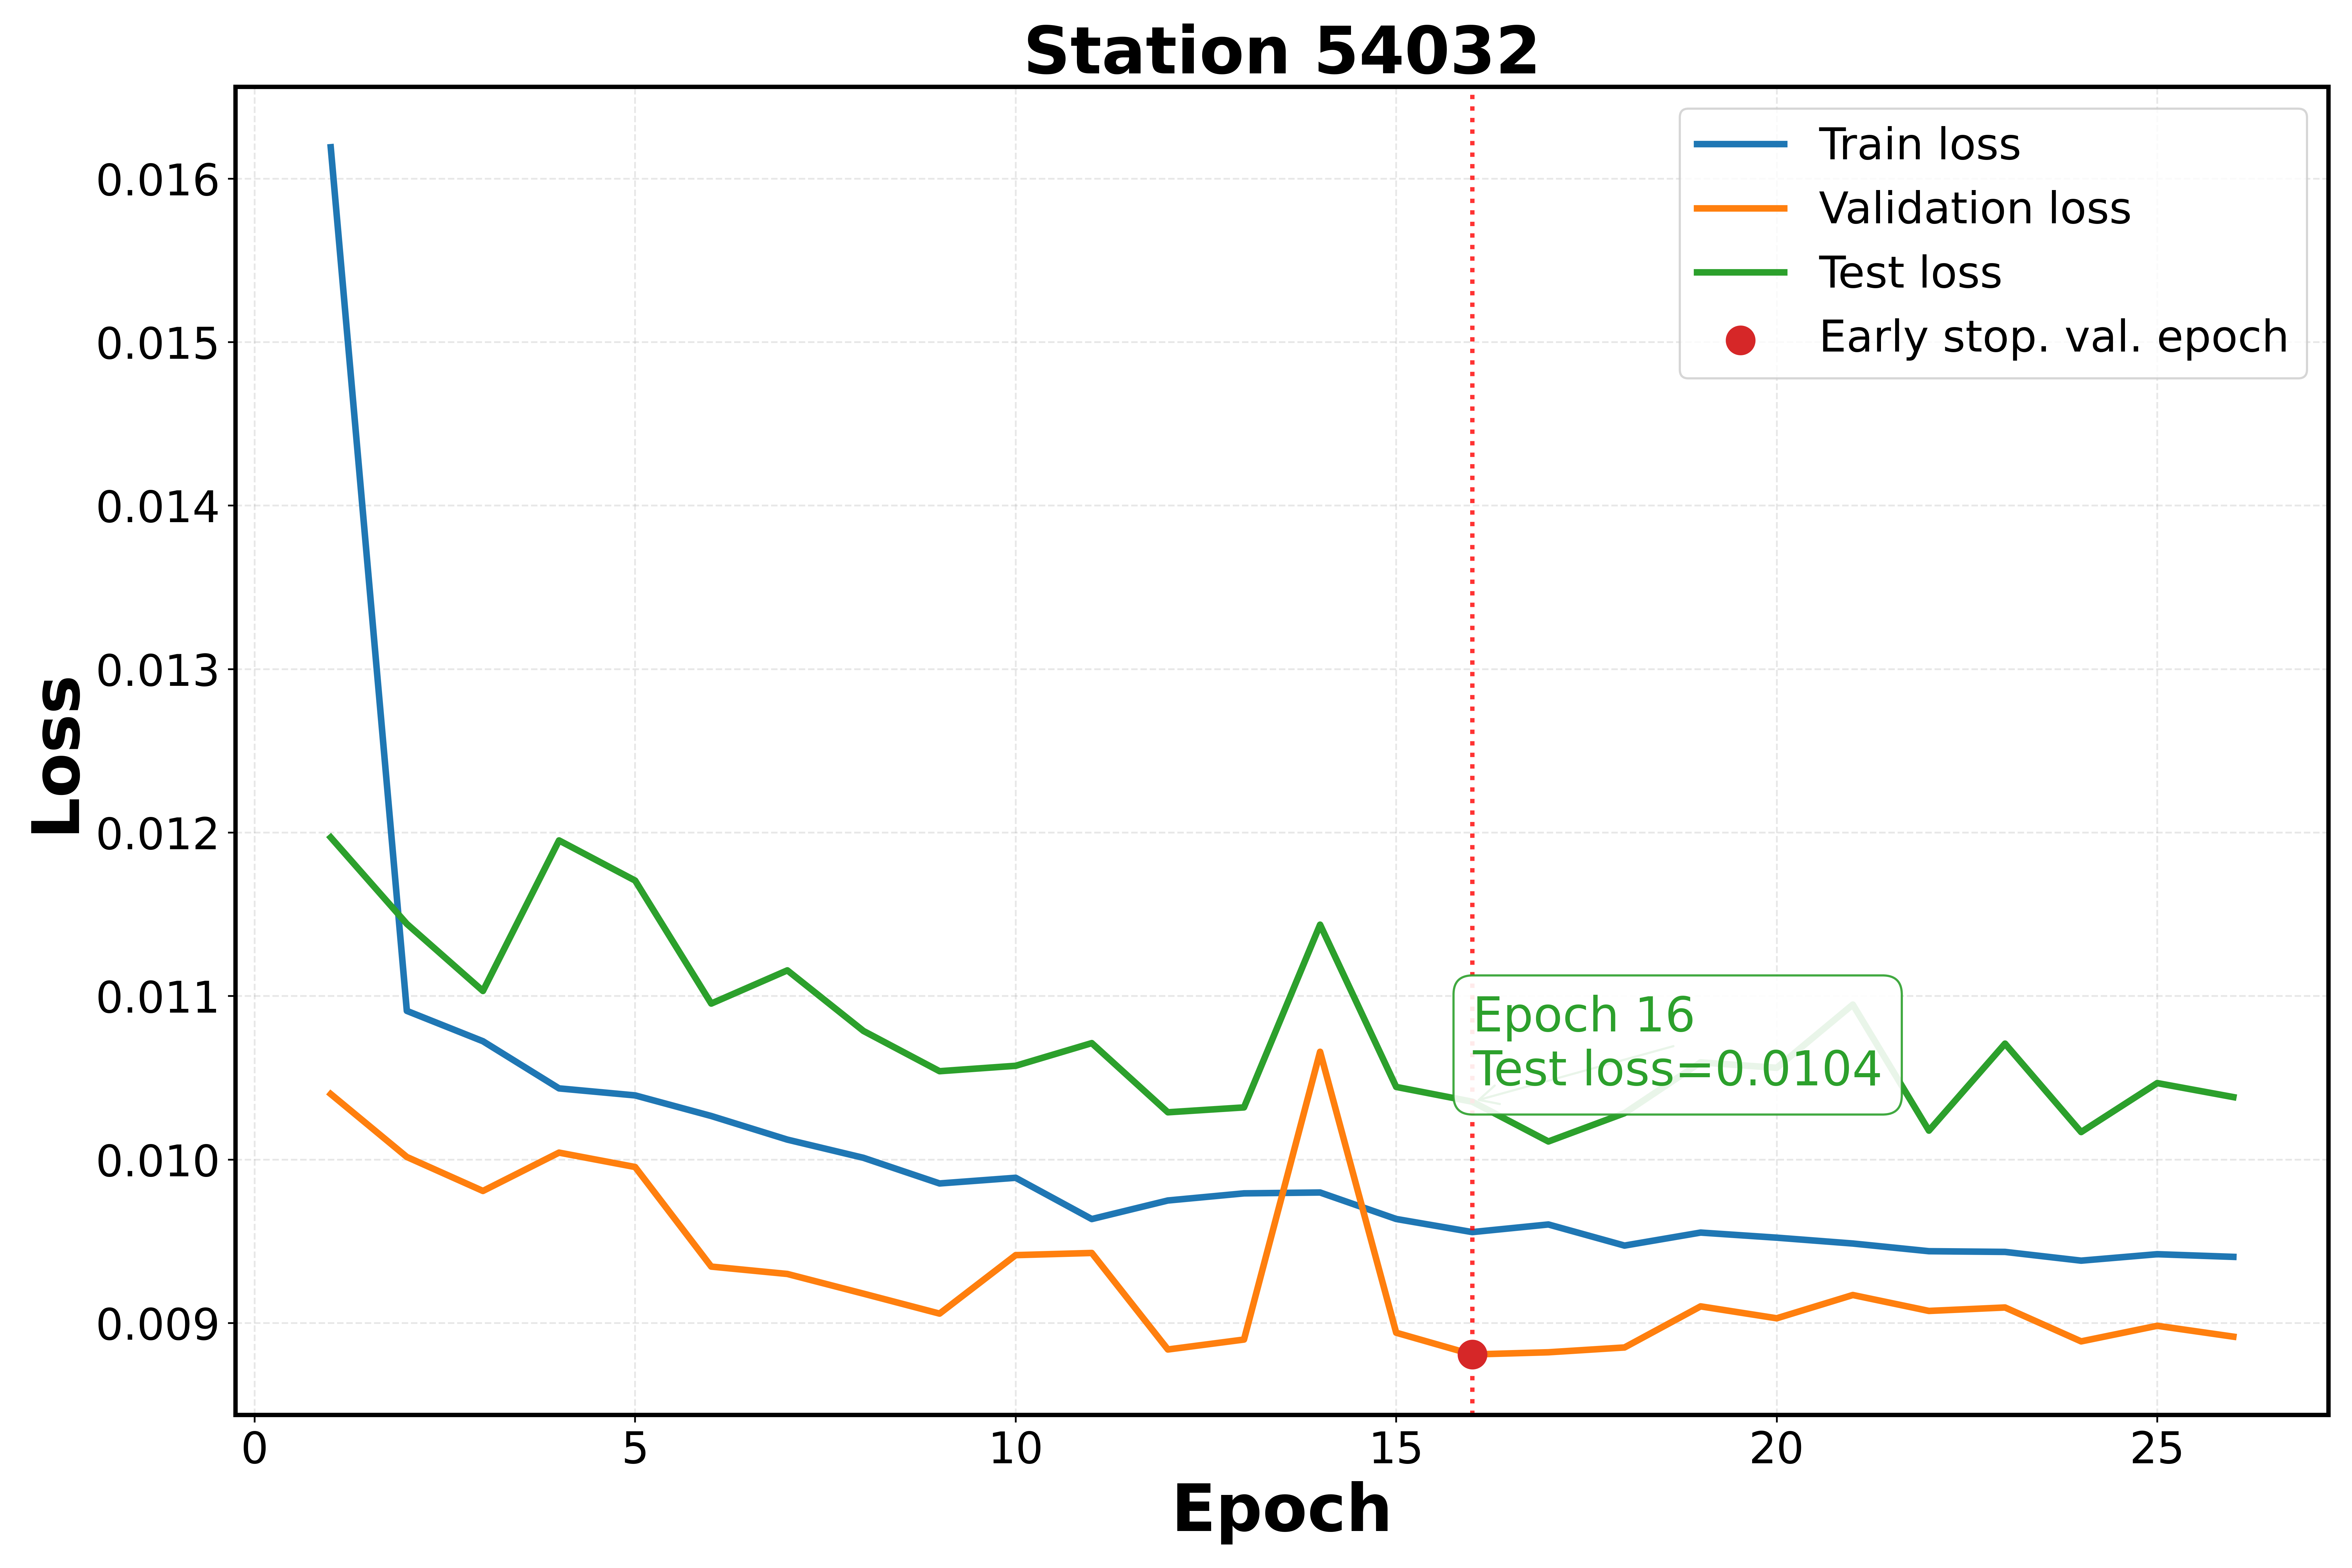 Station 54032
Train loss
Validation loss
Test loss
Early stop. val. epoch
Loss
0.016
0.015
0.014
0.013
0.012
0.011
0.010
0.009
Epoch 16
Test loss=0.0104
0
5
10
15
20
25
Epoch